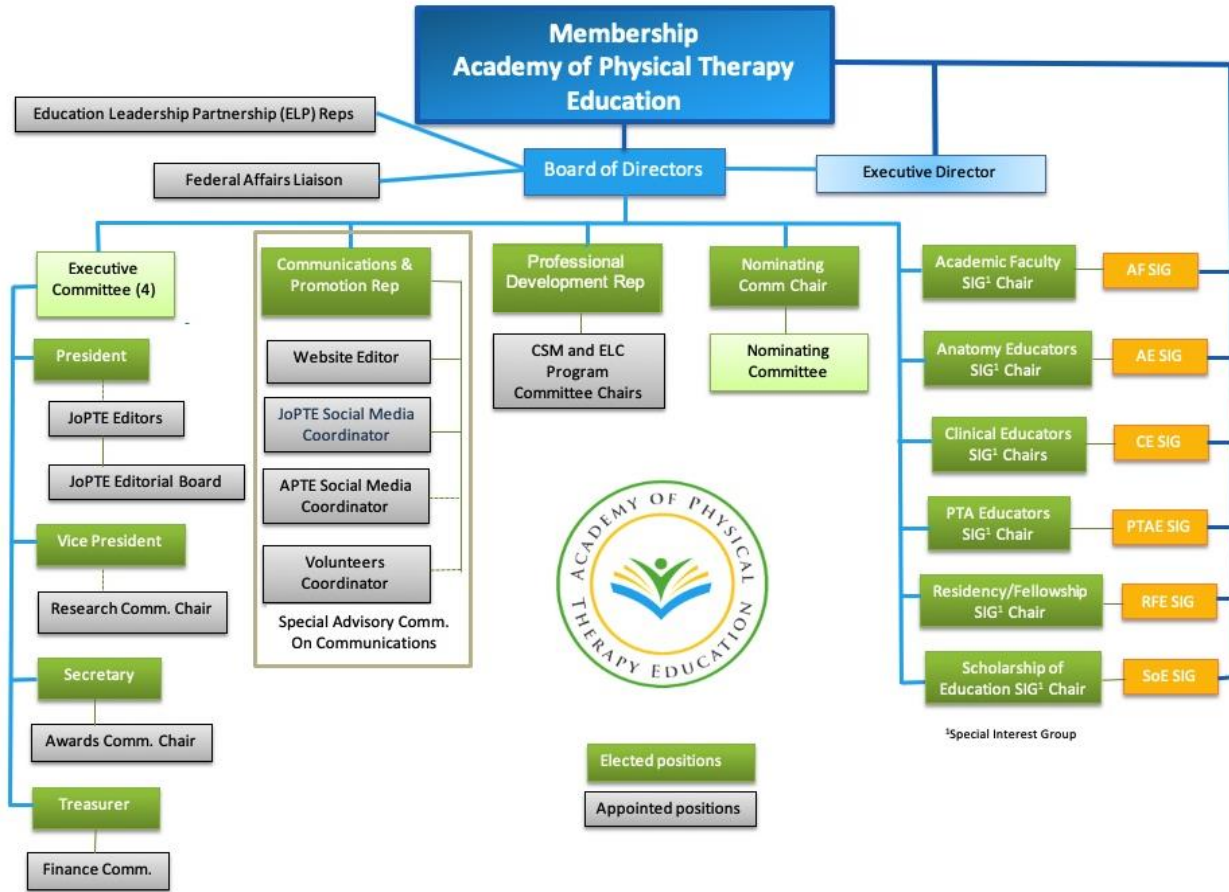 Membership
Academy of Physical Therapy
Education
Education Leadership Partnership (ELP) Reps
Federal Affairs Liaison
Board of Directors
Executive Director
Executive
Committee (4)
President
JoPTE Editors
JoPTE Editorial Board
Vice President
Research Comm. Chair
Secretary
Awards Comm. Chair
Treasurer
Finance Comm.
Communications &
Promotion Rep
Website Editor
JoPTE Social Media
Coordinator
APTE Social Media
Coordinator
Volunteers
Coordinator
Special Advisory Comm.
On Communications
Professional
Development Rep
CSM and ELC
Program
Committee Chairs
Nominating
Comm Chair
Nominating
Committee
Academic Faculty
SIG¹ Chair
AF SIG
Anatomy Educators
SIG¹ Chair
AE SIG
Clinical Educators
SIG¹ Chairs
CE SIG
PTA Educators
SIG¹ Chair
PTAE SIG
Residency/Fellowship
SIG¹ Chair
RFE SIG
Scholarship of
Education SIG¹ Chair
SoE SIG
¹Special Interest Group
ACADEMY OF PHYSICAL
THERAPY EDUCATION
Elected positions
Appointed positions